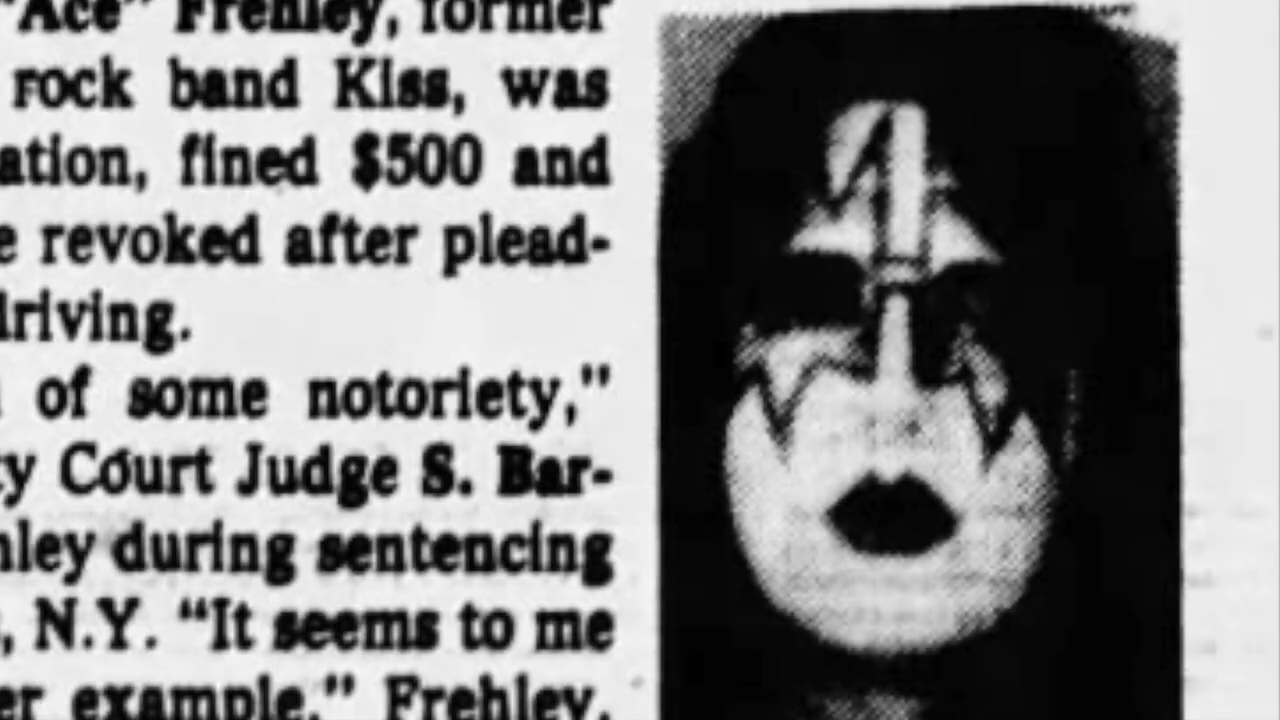 "Ace" Frehley, former
rock band Kiss, was
ation, fined $500 and
e revoked after plead-
driving.
of some notoriety,"
y Court Judge S. Bar-
hley during sentencing
, N.Y. "It seems to me
er example." Frehley,